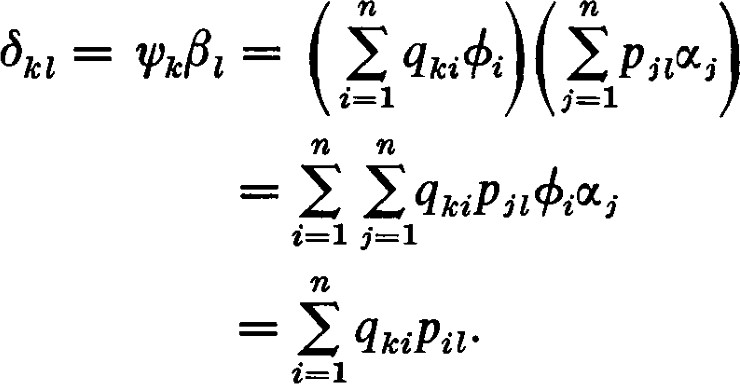 δ_{kl} = ψ_kβ_l = (∑_{i=1}^{n} q_{ki}ϕ_i)(∑_{j=1}^{n} p_{jl}α_j)
= ∑_{i=1}^{n} ∑_{j=1}^{n} q_{ki}p_{jl}ϕ_iα_j
= ∑_{i=1}^{n} q_{ki}p_{il}.